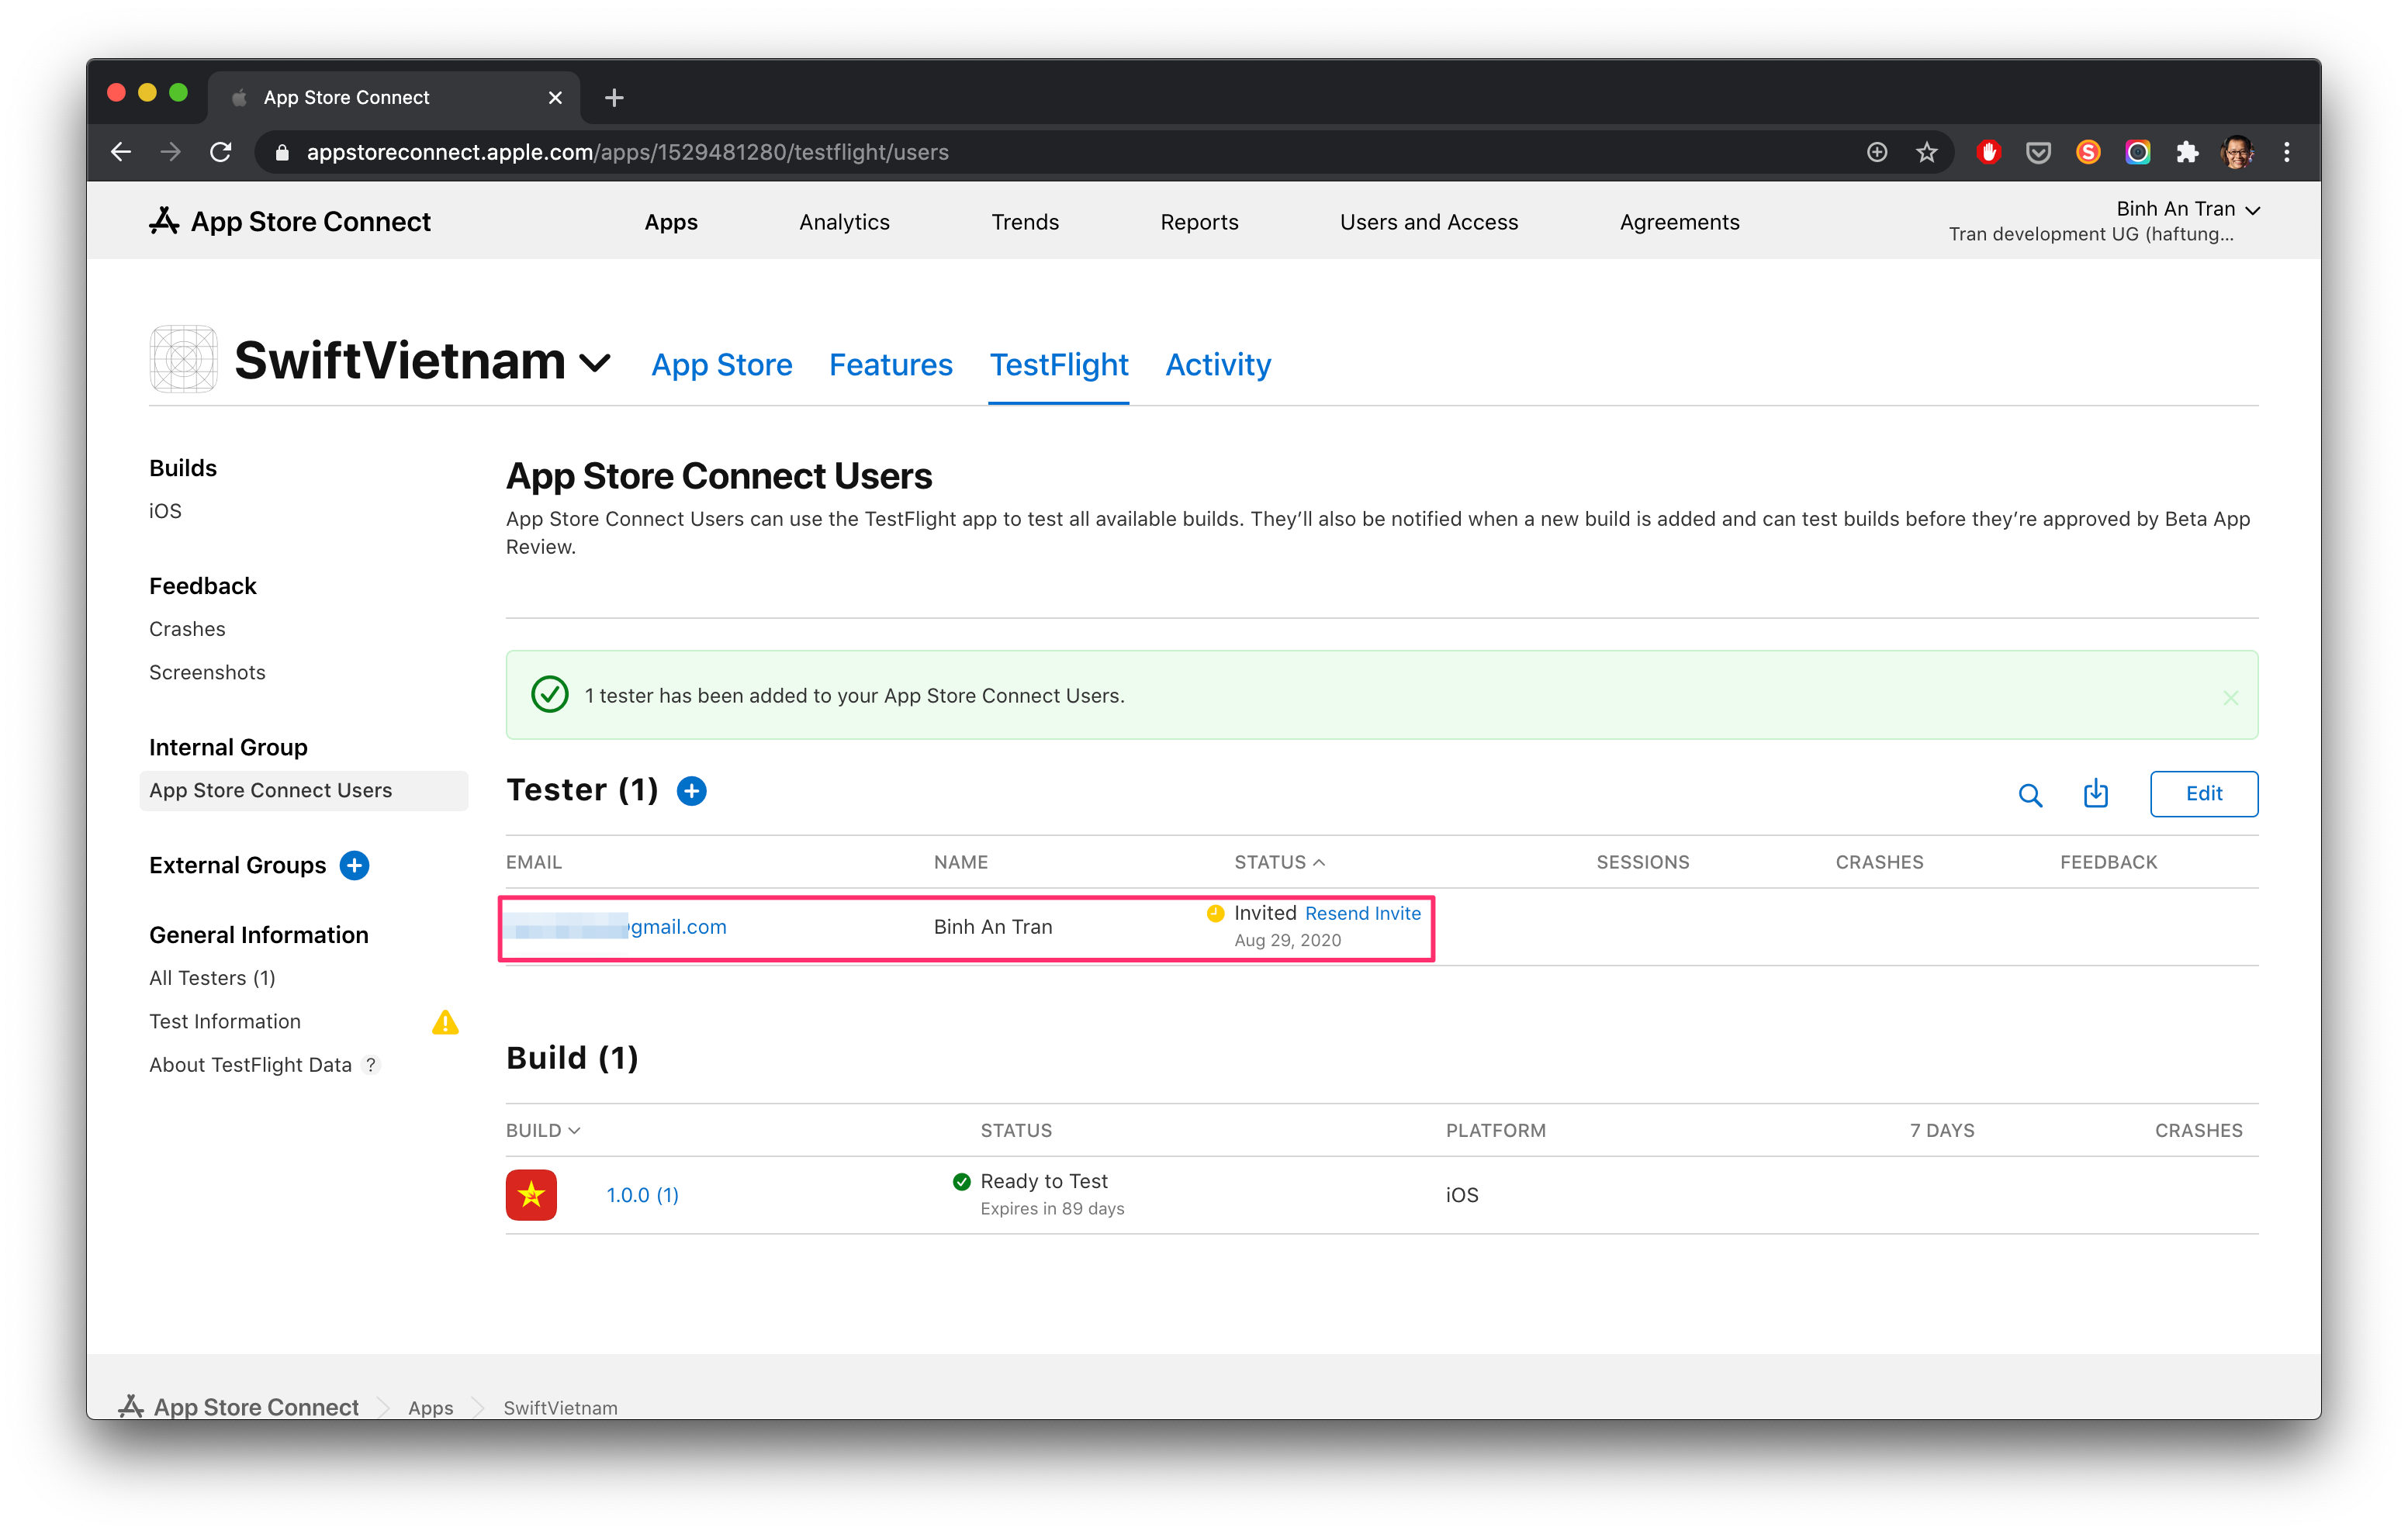 App Store Connect
appstoreconnect.apple.com/apps/1529481280/testflight/users
App Store Connect
Apps
Analytics
Trends
Reports
Users and Access
Agreements
Binh An Tran
Tran development UG (haftung...
SwiftVietnam
App Store
Features
TestFlight
Activity
Builds
iOS
Feedback
Crashes
Screenshots
Internal Group
App Store Connect Users
External Groups
General Information
All Testers (1)
Test Information
About TestFlight Data ?
App Store Connect Users
App Store Connect Users can use the TestFlight app to test all available builds. They’ll also be notified when a new build is added and can test builds before they’re approved by Beta App
Review.
1 tester has been added to your App Store Connect Users.
Tester (1)
Edit
EMAIL
NAME
STATUS
SESSIONS
CRASHES
FEEDBACK
gmail.com
Binh An Tran
Invited Resend Invite
Aug 29, 2020
Build (1)
BUILD
STATUS
PLATFORM
7 DAYS
CRASHES
1.0.0 (1)
Ready to Test
Expires in 89 days
iOS
App Store Connect
Apps
SwiftVietnam